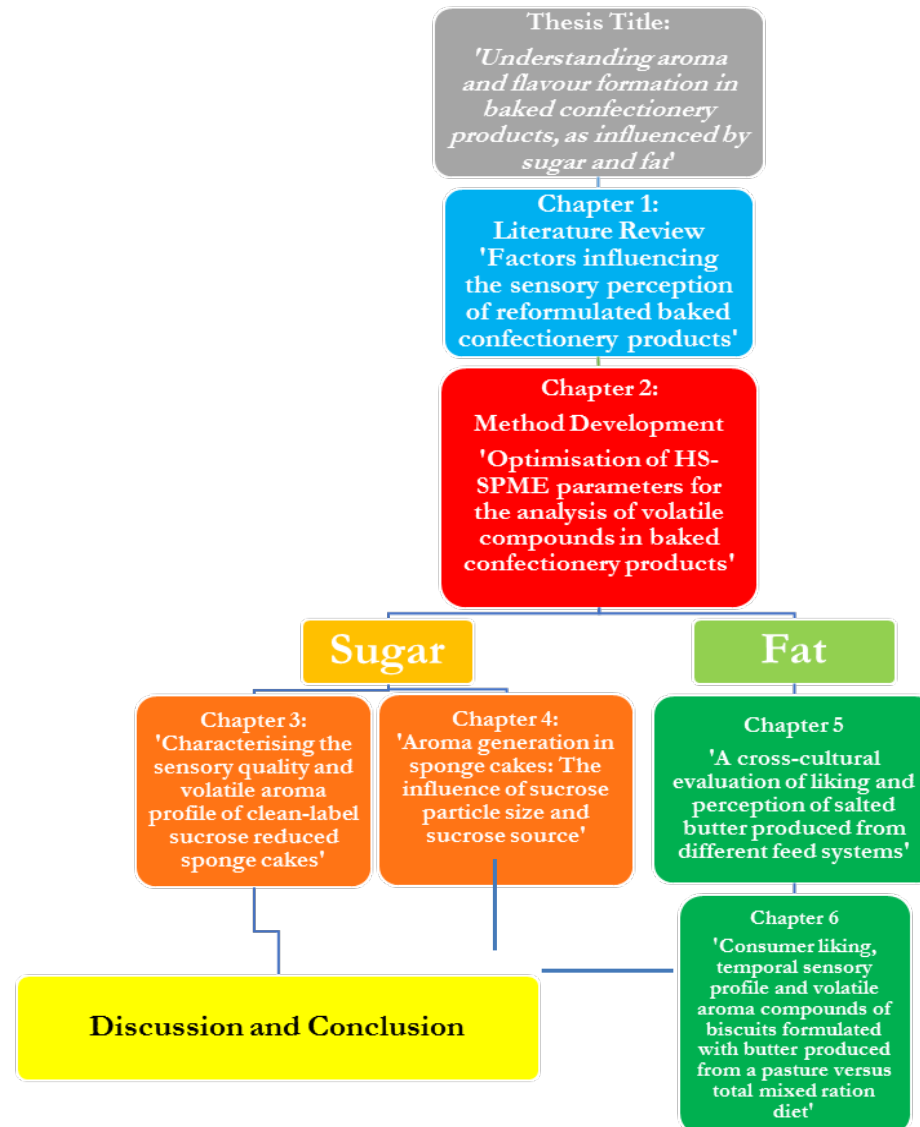 Thesis Title:
'Understanding aroma
and flavour formation in
baked confectionery
products, as influenced by
sugar and fat'
Chapter 1:
Literature Review
'Factors influencing
the sensory perception
of reformulated baked
confectionery products'
Chapter 2:
Method Development
'Optimisation of HS-
SPME parameters for
the analysis of volatile
compounds in baked
confectionery products'
Sugar
Fat
Chapter 3:
'Characterising the
sensory quality and
volatile aroma
profile of clean-label
sucrose reduced
sponge cakes'
Chapter 4:
'Aroma generation in
sponge cakes: The
influence of sucrose
particle size and
sucrose source'
Chapter 5
'A cross-cultural
evaluation of liking and
perception of salted
butter produced from
different feed systems'
Chapter 6
'Consumer liking,
temporal sensory
profile and volatile
aroma compounds of
biscuits formulated
with butter produced
from a pasture versus
total mixed ration
diet'
Discussion and Conclusion